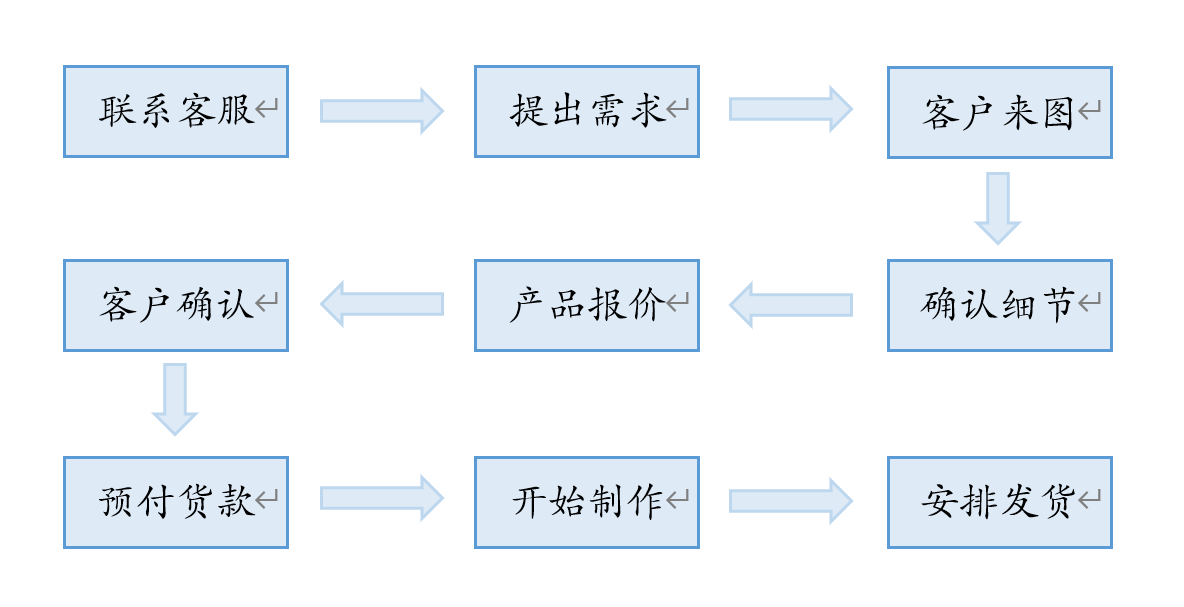 联系客服
提出需求
客户来图
确认细节
产品报价
客户确认
预付货款
开始制作
安排发货